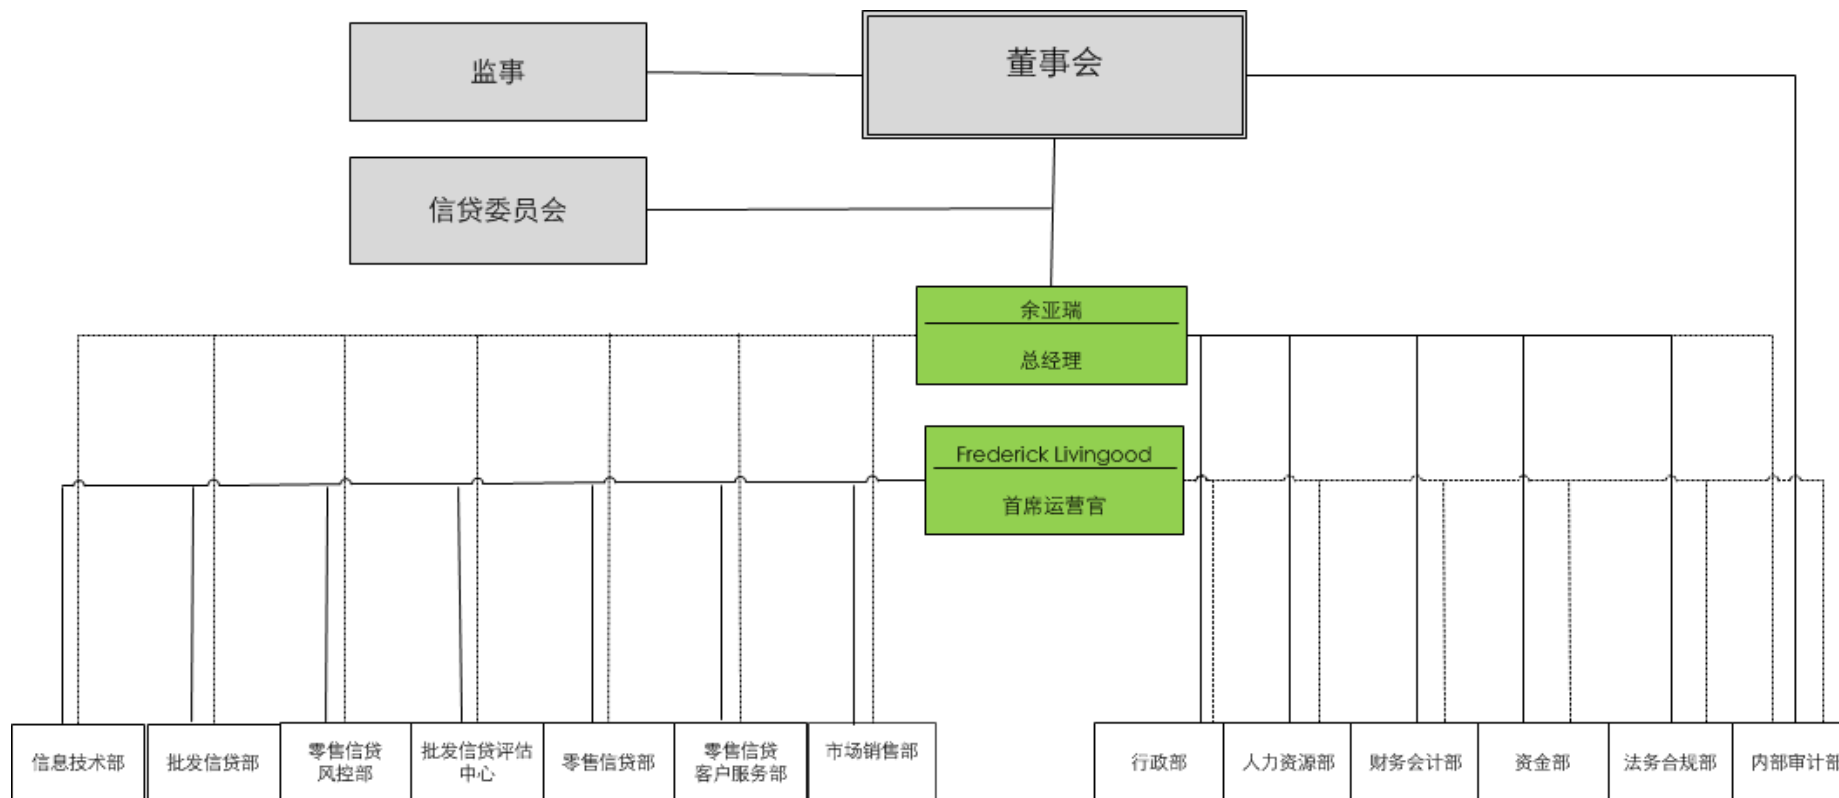 监事
董事会
信贷委员会
余亚瑞
总经理
Frederick Livingood
首席运营官
信息技术部
批发信贷部
零售信贷
风控部
批发信贷评估
中心
零售信贷部
零售信贷
客户服务部
市场销售部
行政部
人力资源部
财务会计部
资金部
法务合规部
内部审计部